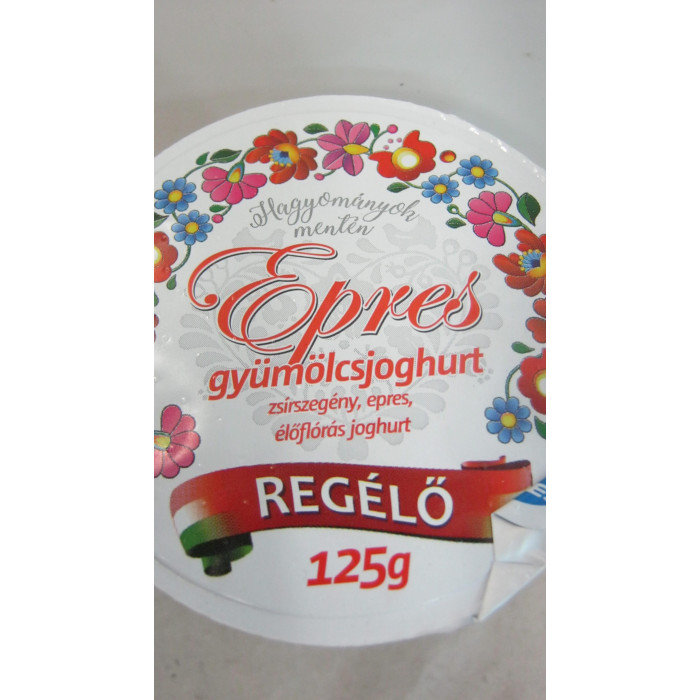 Hagyományok
mentén
Epres
gyümölcsjoghurt
zsírszegény, epres,
élőflórás joghurt
REGÉLŐ
125g